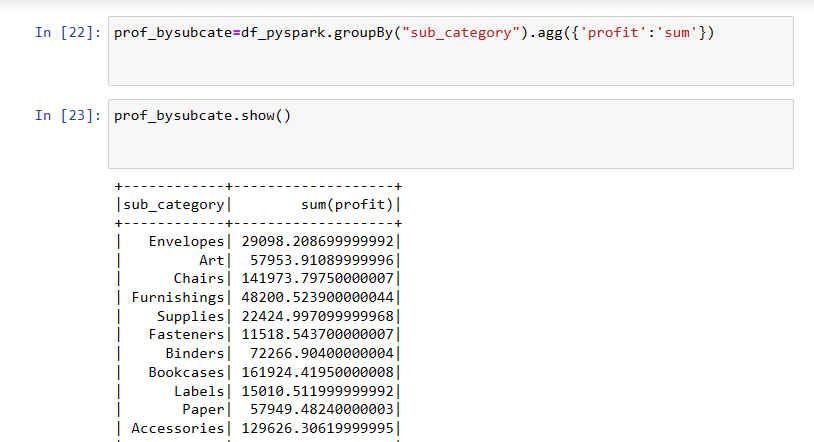 In [22]: prof_bysubcate=df_pyspark.groupBy("sub_category").agg({'profit':'sum'})
In [23]: prof_bysubcate.show()
+------------+-------------------+
|sub_category|        sum(profit)|
+------------+-------------------+
|   Envelopes| 29098.208699999992|
|         Art|  57953.91089999996|
|      Chairs| 141973.79750000007|
| Furnishings| 48200.523900000044|
|    Supplies| 22424.997099999968|
|   Fasteners| 11518.543700000007|
|     Binders|  72266.90400000004|
|   Bookcases| 161924.41950000008|
|      Labels| 15010.511999999992|
|       Paper|  57949.48240000003|
| Accessories| 129626.30619999995|